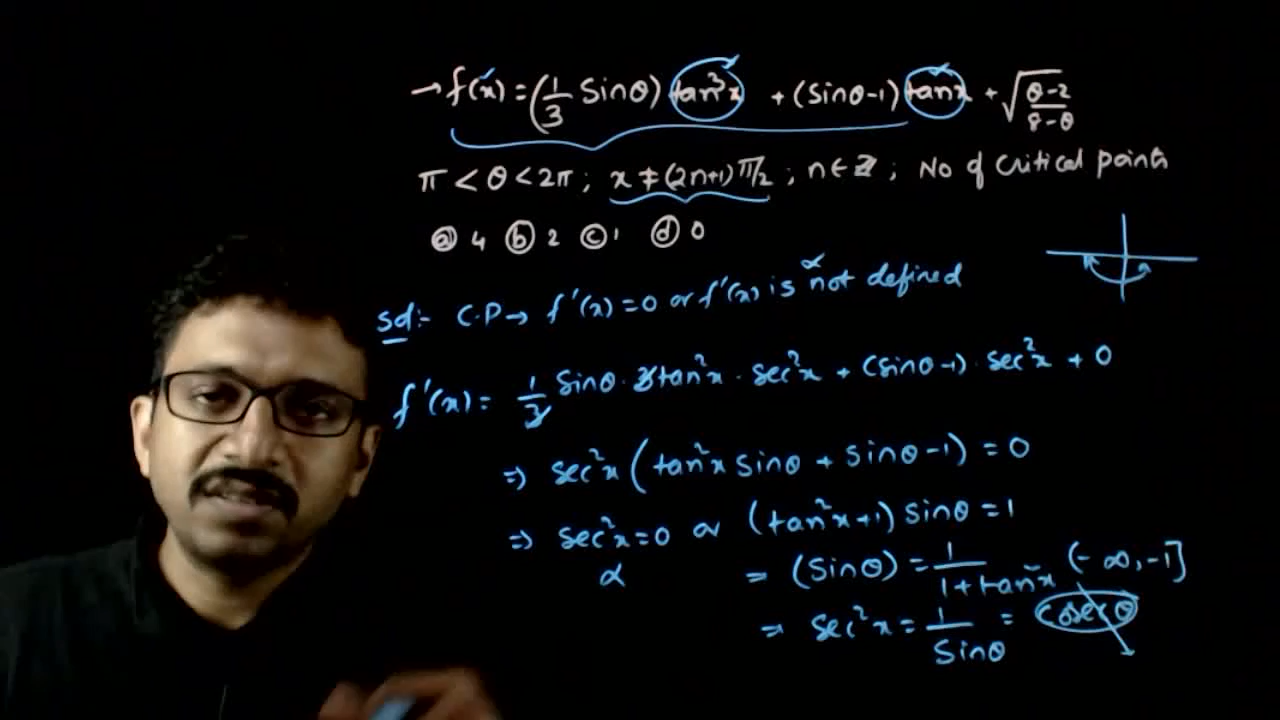 → f(x) = (1/3 Sinθ) tan³x + (Sinθ-1) tanx + √(θ-2/8-θ)
π < θ < 2π ; x ≠ (2n+1) π/2 ; n ∈ Z ; No of Critical points
ⓐ 4 ⓑ 2 ⓒ 1 ⓓ 0
Sol:- C.P → f'(x) = 0 or f'(x) is not defined
f'(x) = 1/3 Sinθ · 3tan²x · sec²x + (sinθ-1) · sec²x + 0
⇒ sec²x (tan²x sinθ + sinθ-1) = 0
⇒ sec²x = 0 or (tan²x+1) sinθ = 1
= (Sinθ) = 1/1+tan²x (-∞, -1]
⇒ sec²x = 1/Sinθ = cosecθ